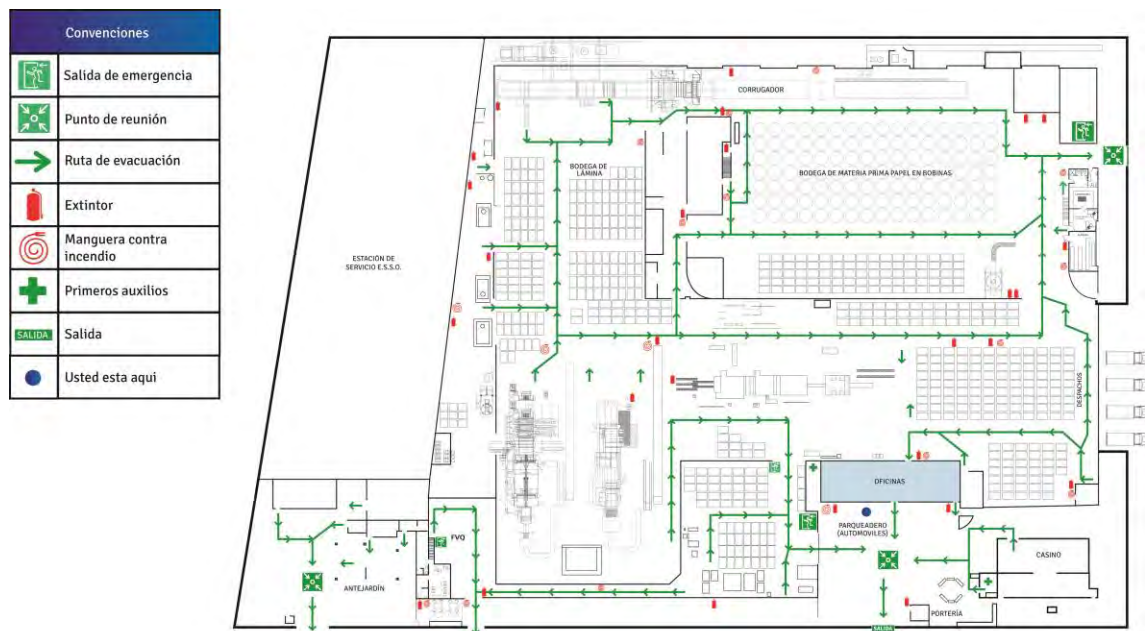 Convenciones
Salida de emergencia
Punto de reunión
Ruta de evacuación
Extintor
Manguera contra
incendio
Primeros auxilios
SALIDA
Salida
Usted esta aqui
CORRUGADOR
BODEGA DE
LÁMINA
BODEGA DE MATERIA PRIMA PAPEL EN BOBINAS
ESTACIÓN DE
SERVICIO E.S.S.O.
DESPACHOS
OFICINAS
PARQUEADERO
(AUTOMOVILES)
FVQ
CASINO
ANTEJARDÍN
PORTERÍA
SALIDA